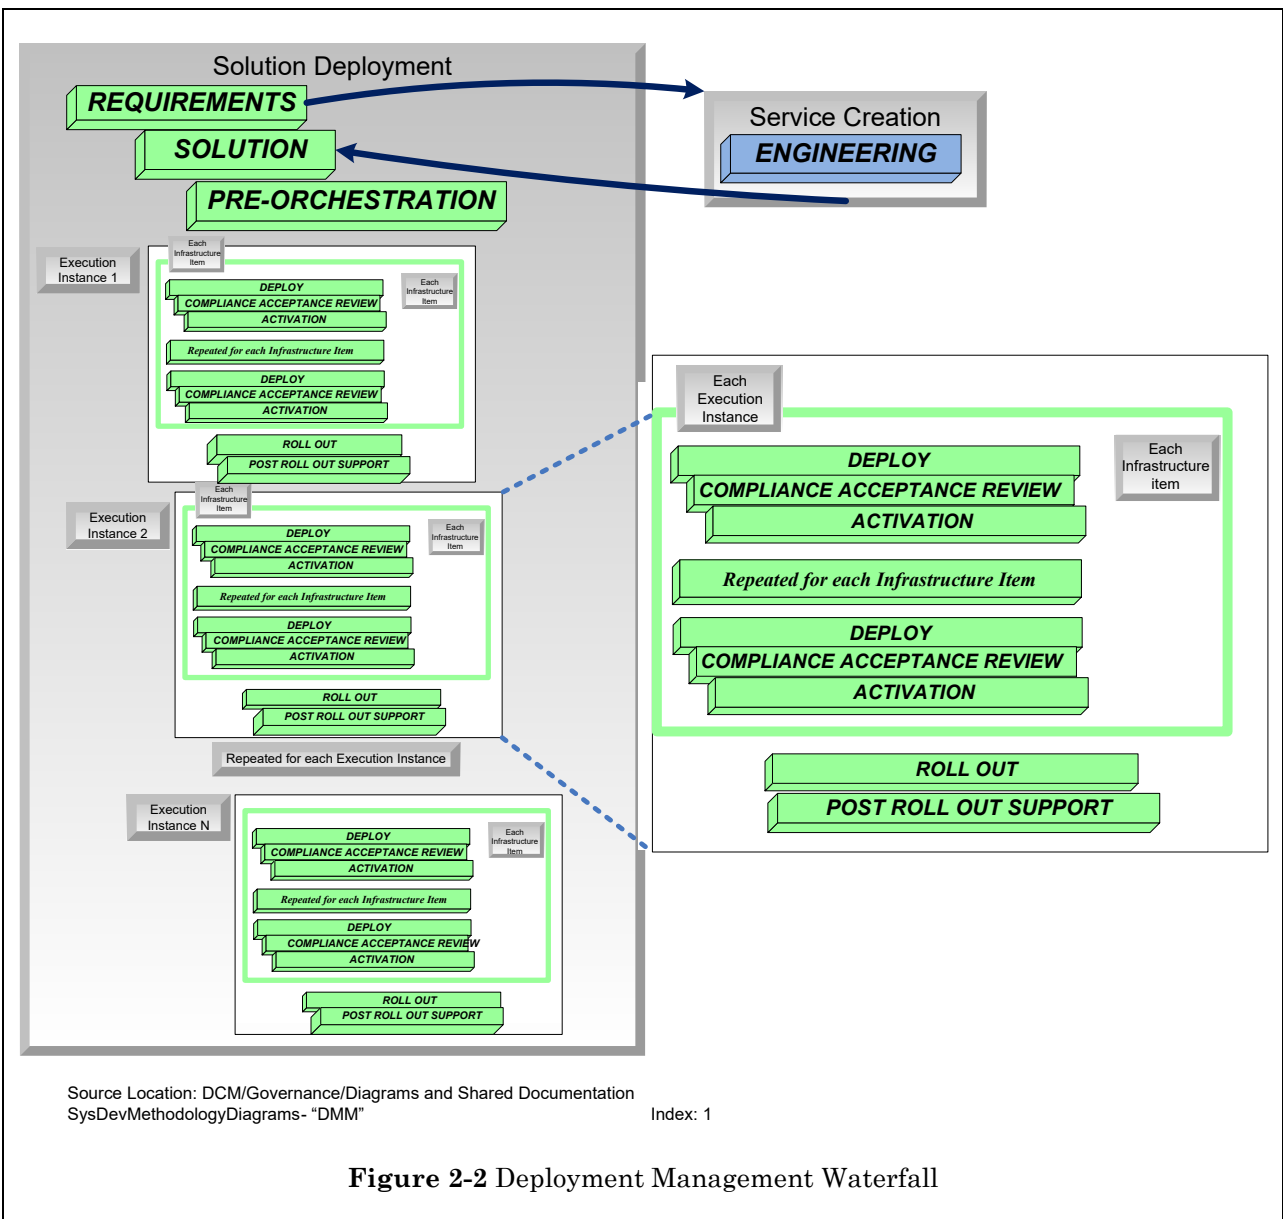 Solution Deployment
REQUIREMENTS
SOLUTION
PRE-ORCHESTRATION
Service Creation
ENGINEERING
Execution
Instance 1
Each
Infrastructure
Item
Each
Infrastructure
Item
DEPLOY
COMPLIANCE ACCEPTANCE REVIEW
ACTIVATION
Repeated for each Infrastructure Item
DEPLOY
COMPLIANCE ACCEPTANCE REVIEW
ACTIVATION
ROLL OUT
POST ROLL OUT SUPPORT
Execution
Instance 2
Each
Infrastructure
Item
Each
Infrastructure
Item
DEPLOY
COMPLIANCE ACCEPTANCE REVIEW
ACTIVATION
Repeated for each Infrastructure Item
DEPLOY
COMPLIANCE ACCEPTANCE REVIEW
ACTIVATION
ROLL OUT
POST ROLL OUT SUPPORT
Repeated for each Execution Instance
Execution
Instance N
Each
Infrastructure
Item
DEPLOY
COMPLIANCE ACCEPTANCE REVIEW
ACTIVATION
Repeated for each Infrastructure Item
DEPLOY
COMPLIANCE ACCEPTANCE REVIEW
ACTIVATION
ROLL OUT
POST ROLL OUT SUPPORT
Each
Execution
Instance
Each
Infrastructure
item
DEPLOY
COMPLIANCE ACCEPTANCE REVIEW
ACTIVATION
Repeated for each Infrastructure Item
DEPLOY
COMPLIANCE ACCEPTANCE REVIEW
ACTIVATION
ROLL OUT
POST ROLL OUT SUPPORT
Source Location: DCM/Governance/Diagrams and Shared Documentation
SysDevMethodologyDiagrams- “DMM” Index: 1
Figure 2-2 Deployment Management Waterfall